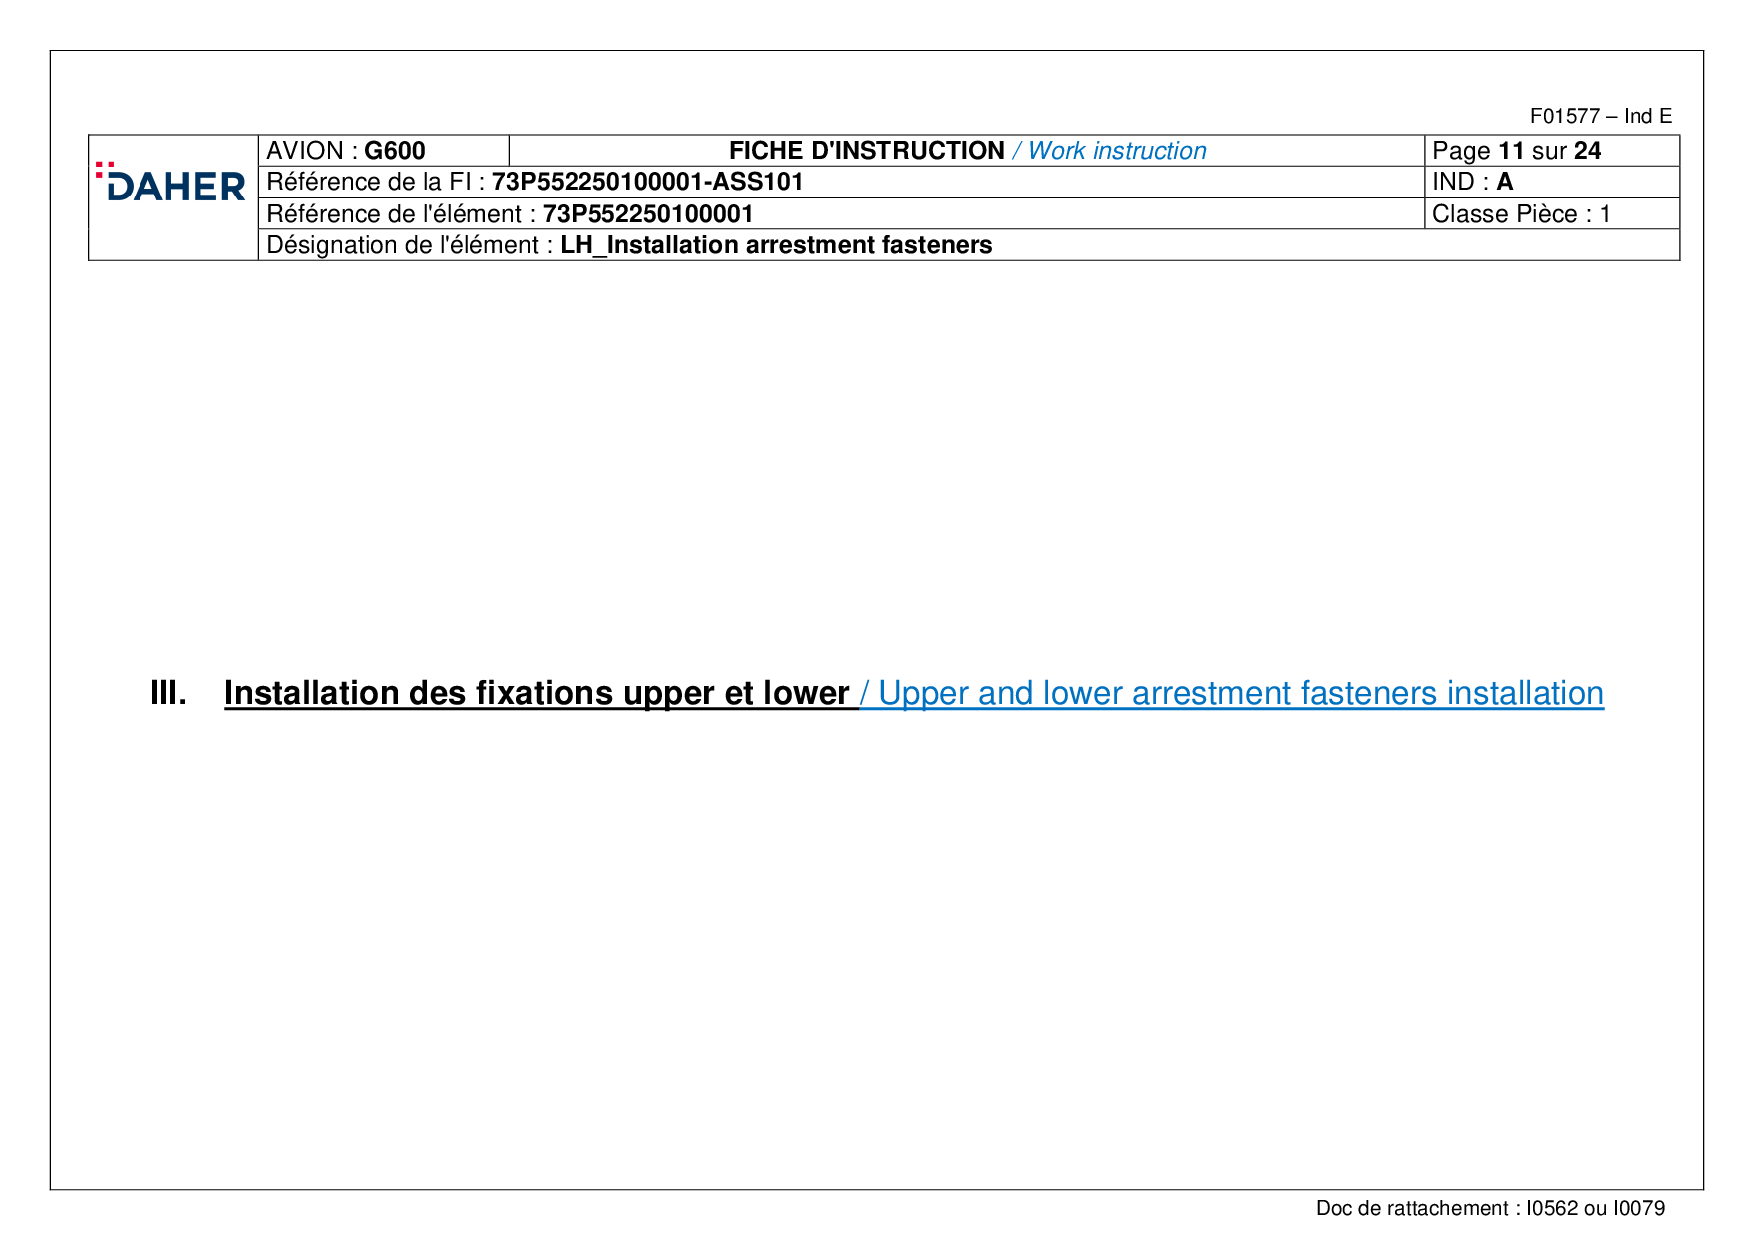 F01577 – Ind E
DAHER
AVION : G600
FICHE D'INSTRUCTION / Work instruction
Page 11 sur 24
Référence de la FI : 73P552250100001-ASS101
IND : A
Référence de l'élément : 73P552250100001
Classe Pièce : 1
Désignation de l'élément : LH_Installation arrestment fasteners
III. Installation des fixations upper et lower / Upper and lower arrestment fasteners installation
Doc de rattachement : I0562 ou I0079